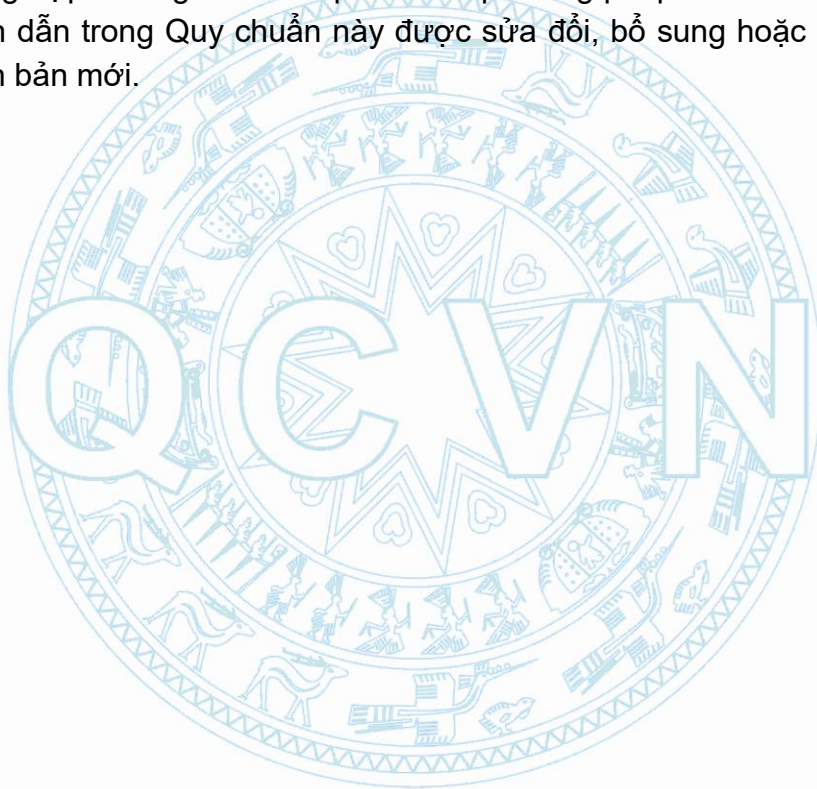 n dẫn trong Quy chuẩn này được sửa đổi, bổ sung hoặc
n bản mới.
QCVN